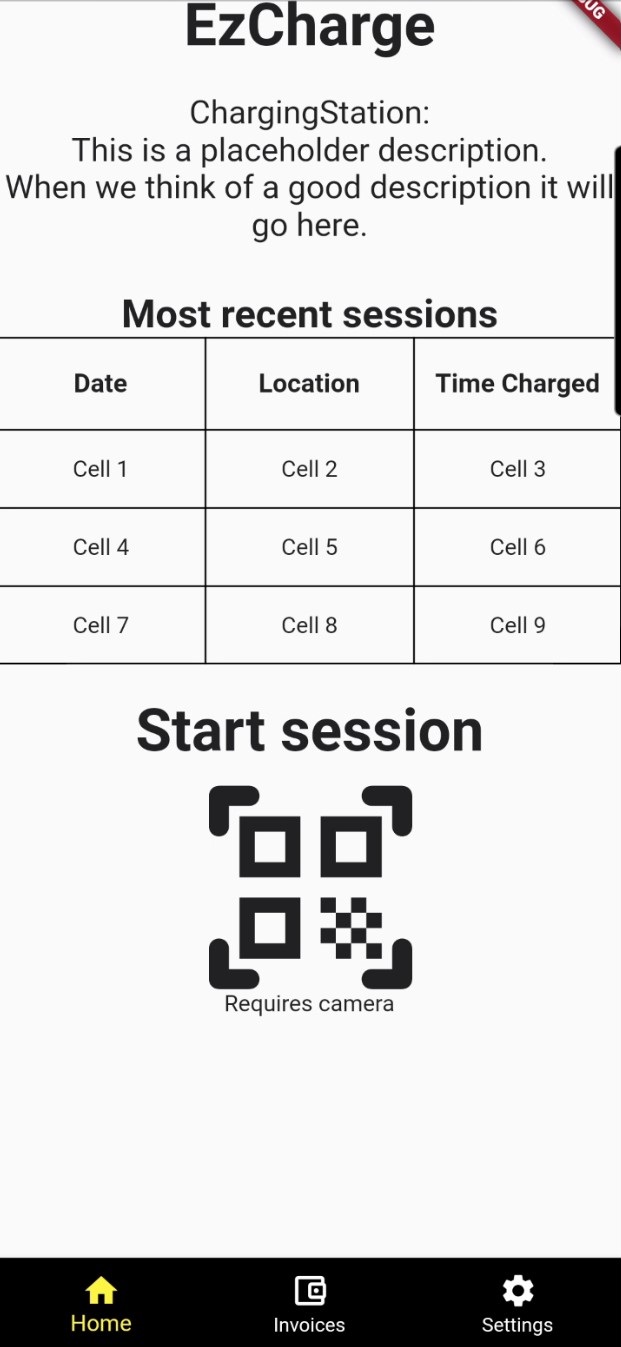 EzCharge
ChargingStation:
This is a placeholder description.
When we think of a good description it will
go here.
Most recent sessions
Date Location Time Charged
Cell 1 Cell 2 Cell 3
Cell 4 Cell 5 Cell 6
Cell 7 Cell 8 Cell 9
Start session
Requires camera
Home Invoices Settings